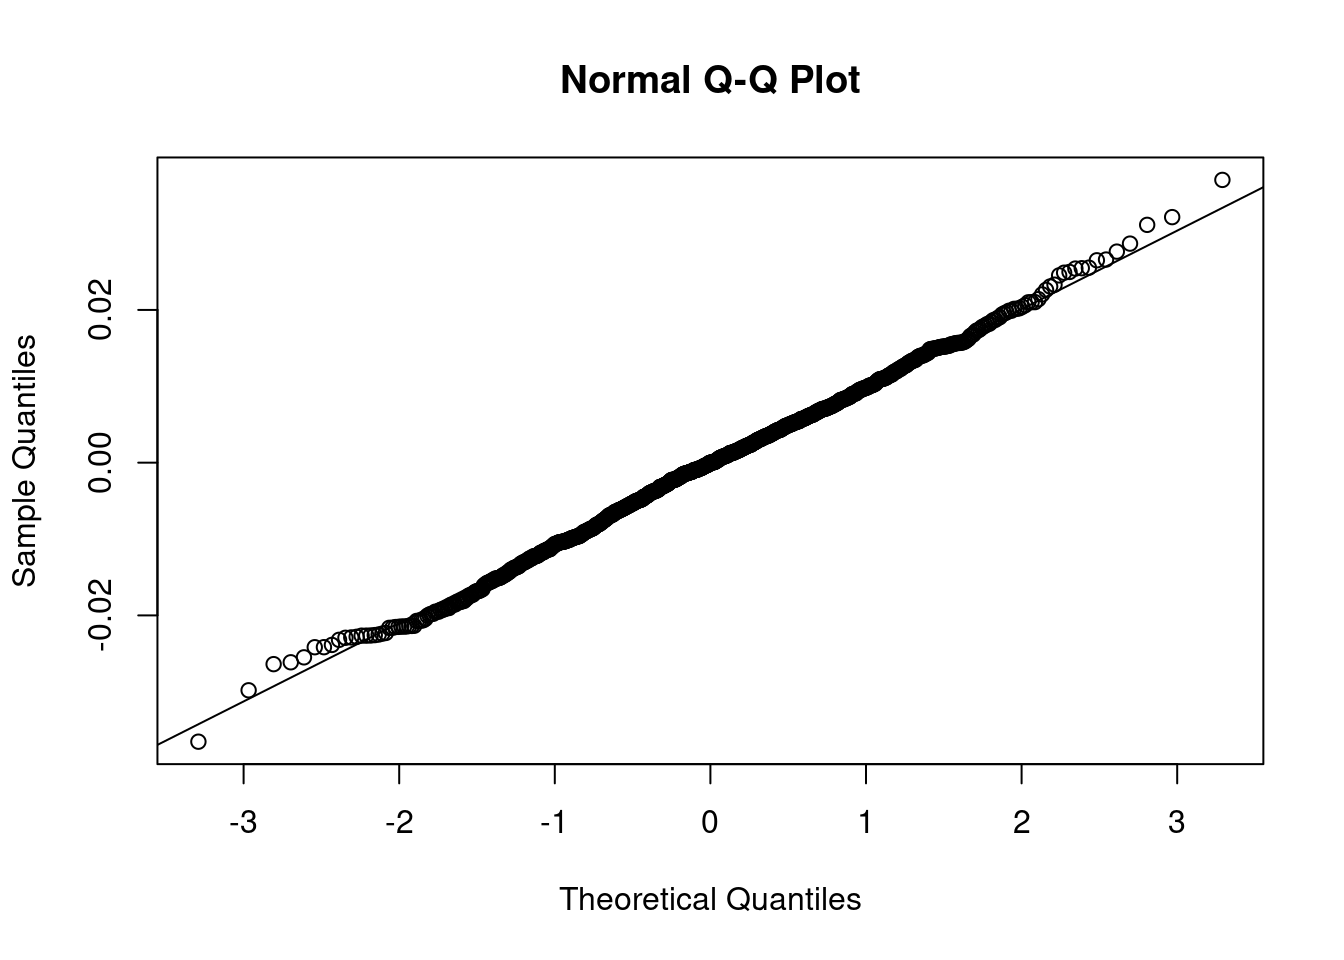 Normal Q-Q Plot
Sample Quantiles
0.02
0.00
-0.02
-3 -2 -1 0 1 2 3
Theoretical Quantiles